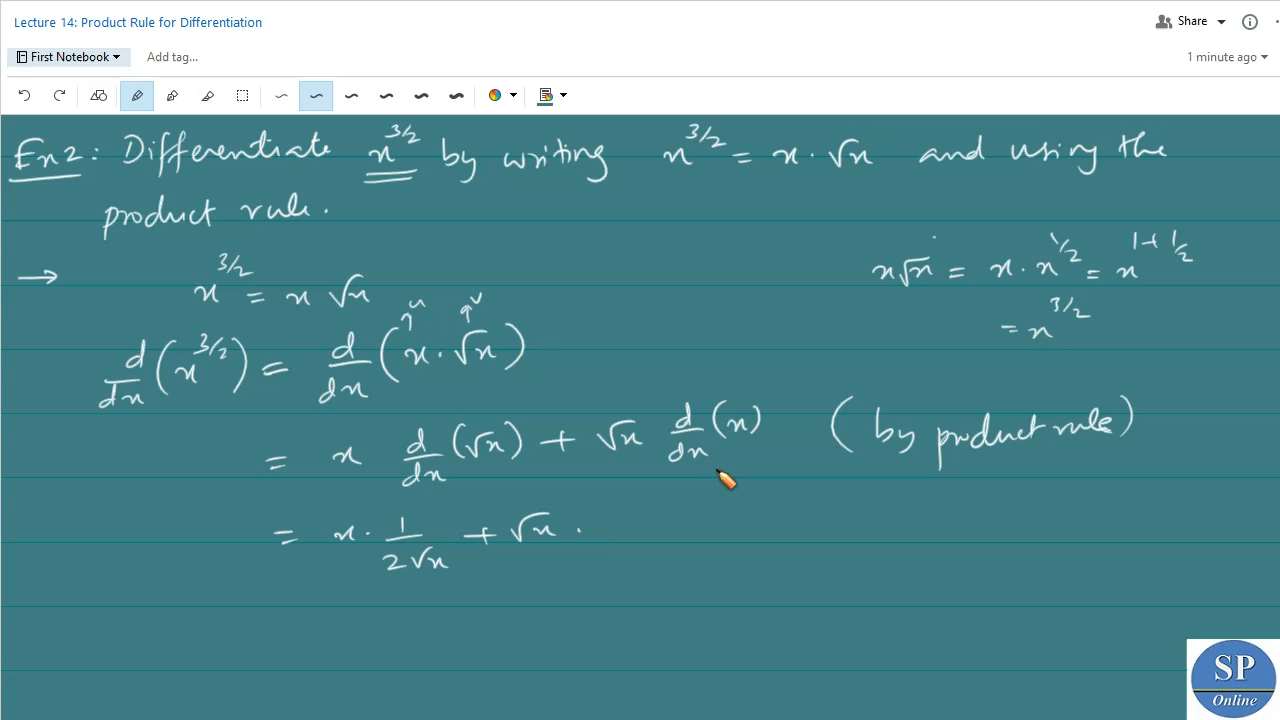 Lecture 14: Product Rule for Differentiation
Share
First Notebook
Add tag...
1 minute ago
Ex 2: Differentiate x^{3/2} by writing x^{3/2} = x · √x and using the
product rule.
→ x^{3/2} = x √x
x√x = x · x^{1/2} = x^{1+1/2}
= x^{3/2}
u v
d/dx (x^{3/2}) = d/dx (x · √x)
= x d/dx (√x) + √x d/dx (x) (by product rule)
= x · 1/2√x + √x ·
SP
Online